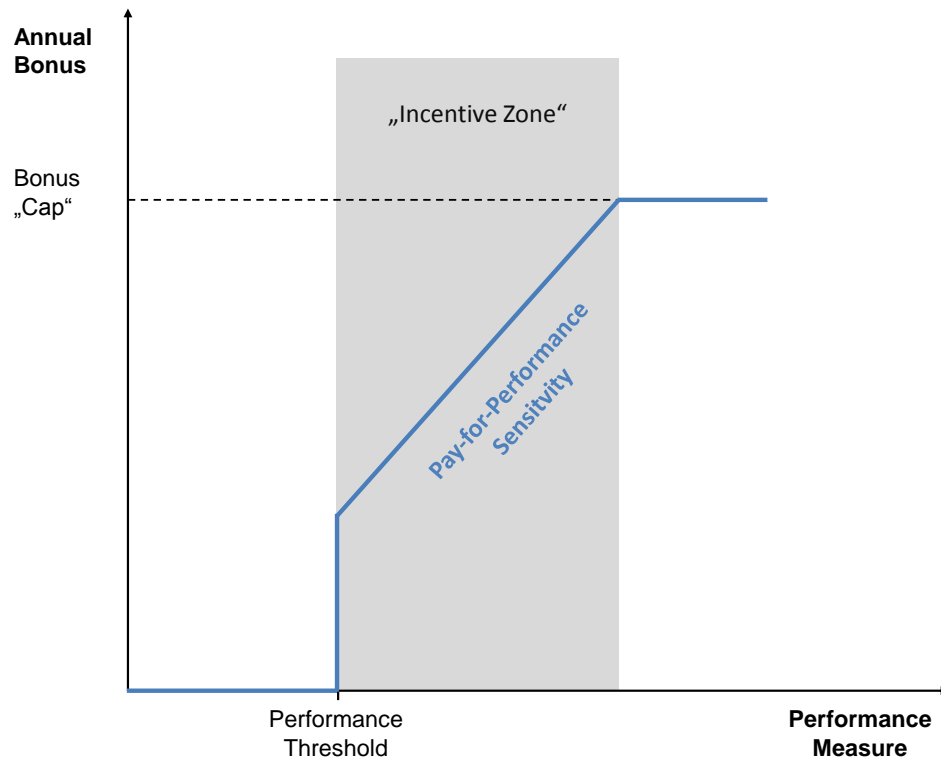 Annual
Bonus
„Incentive Zone“
Bonus
„Cap“
Pay-for-Performance
Sensitvity
Performance
Threshold
Performance
Measure